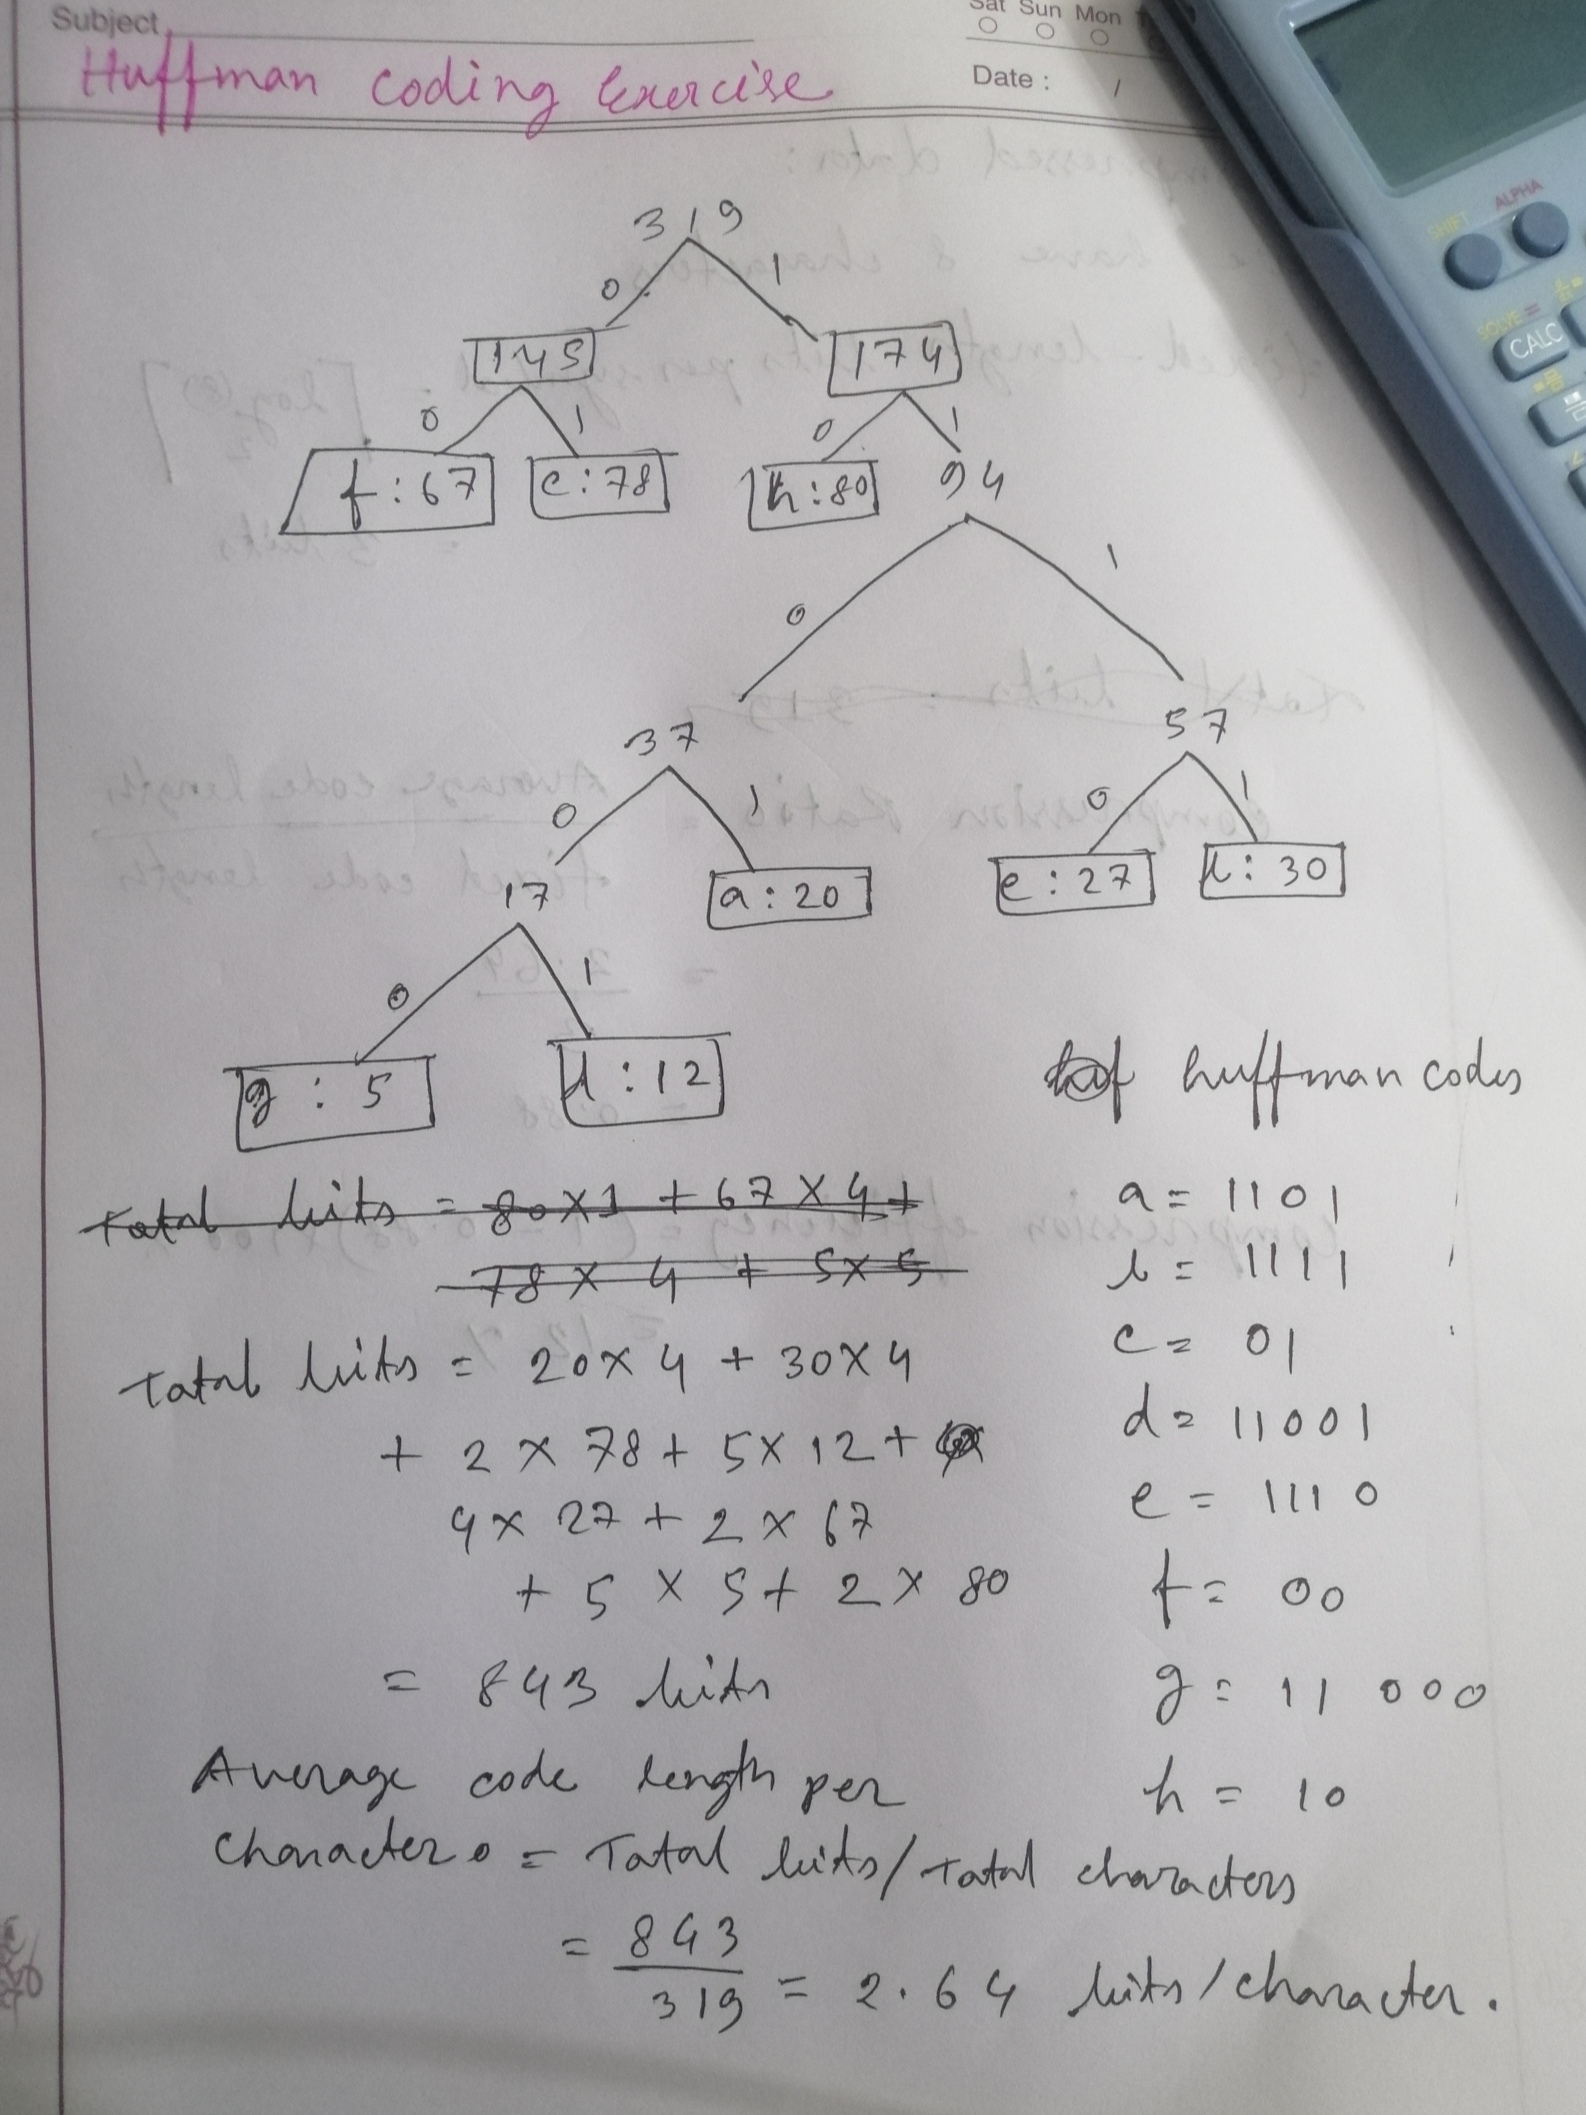 Subject
Sat Sun Mon
Date : /
Huffman coding Exercise
319
0 1
145 174
0 1 0 1
f : 67 c : 78 h : 80 94
0 1
37 57
0 1 0 1
17 a : 20 e : 27 b : 30
0 1
g : 5 d : 12
huffman codes
Total bits = 80 x 1 + 67 x 4 +
78 x 4 + 5 x 5
Total bits = 20 x 4 + 30 x 4
+ 2 x 78 + 5 x 12 +
4 x 27 + 2 x 67
+ 5 x 5 + 2 x 80
= 843 bits
a = 1101
b = 1111
c = 01
d = 11001
e = 1110
f = 00
g = 11 000
h = 10
Average code length per
character = Total bits / Total characters
= 843
319 = 2.64 bits / character.
SHIFT ALPHA
SOLVE =
CALC